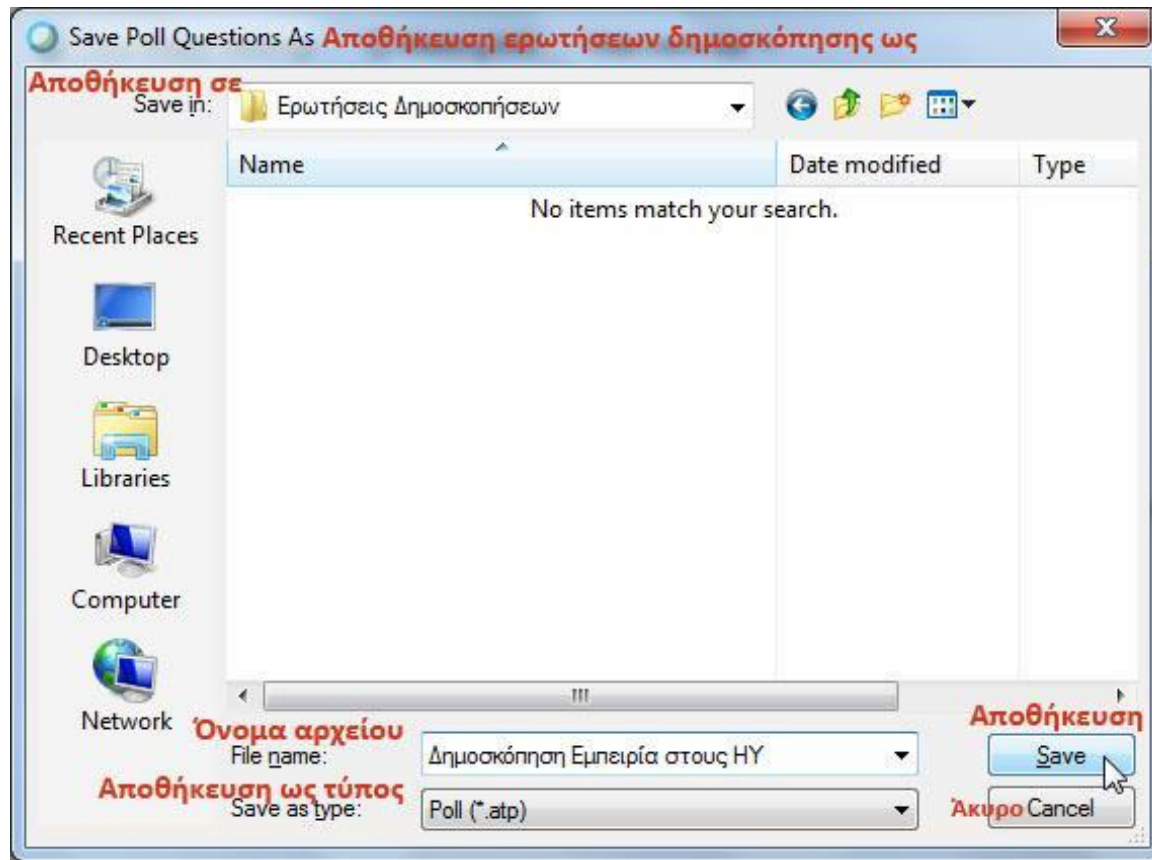 Save Poll Questions As Αποθήκευση ερωτήσεων δημοσκόπησης ως
Αποθήκευση σε
Save in: Ερωτήσεις Δημοσκοπήσεων
Name Date modified Type
No items match your search.
Recent Places
Desktop
Libraries
Computer
Network
Όνομα αρχείου
Αποθήκευση
File name: Δημοσκόπηση Εμπειρία στους ΗΥ Save
Αποθήκευση ως τύπος
Save as type: Poll (*.atp) Άκυρο Cancel